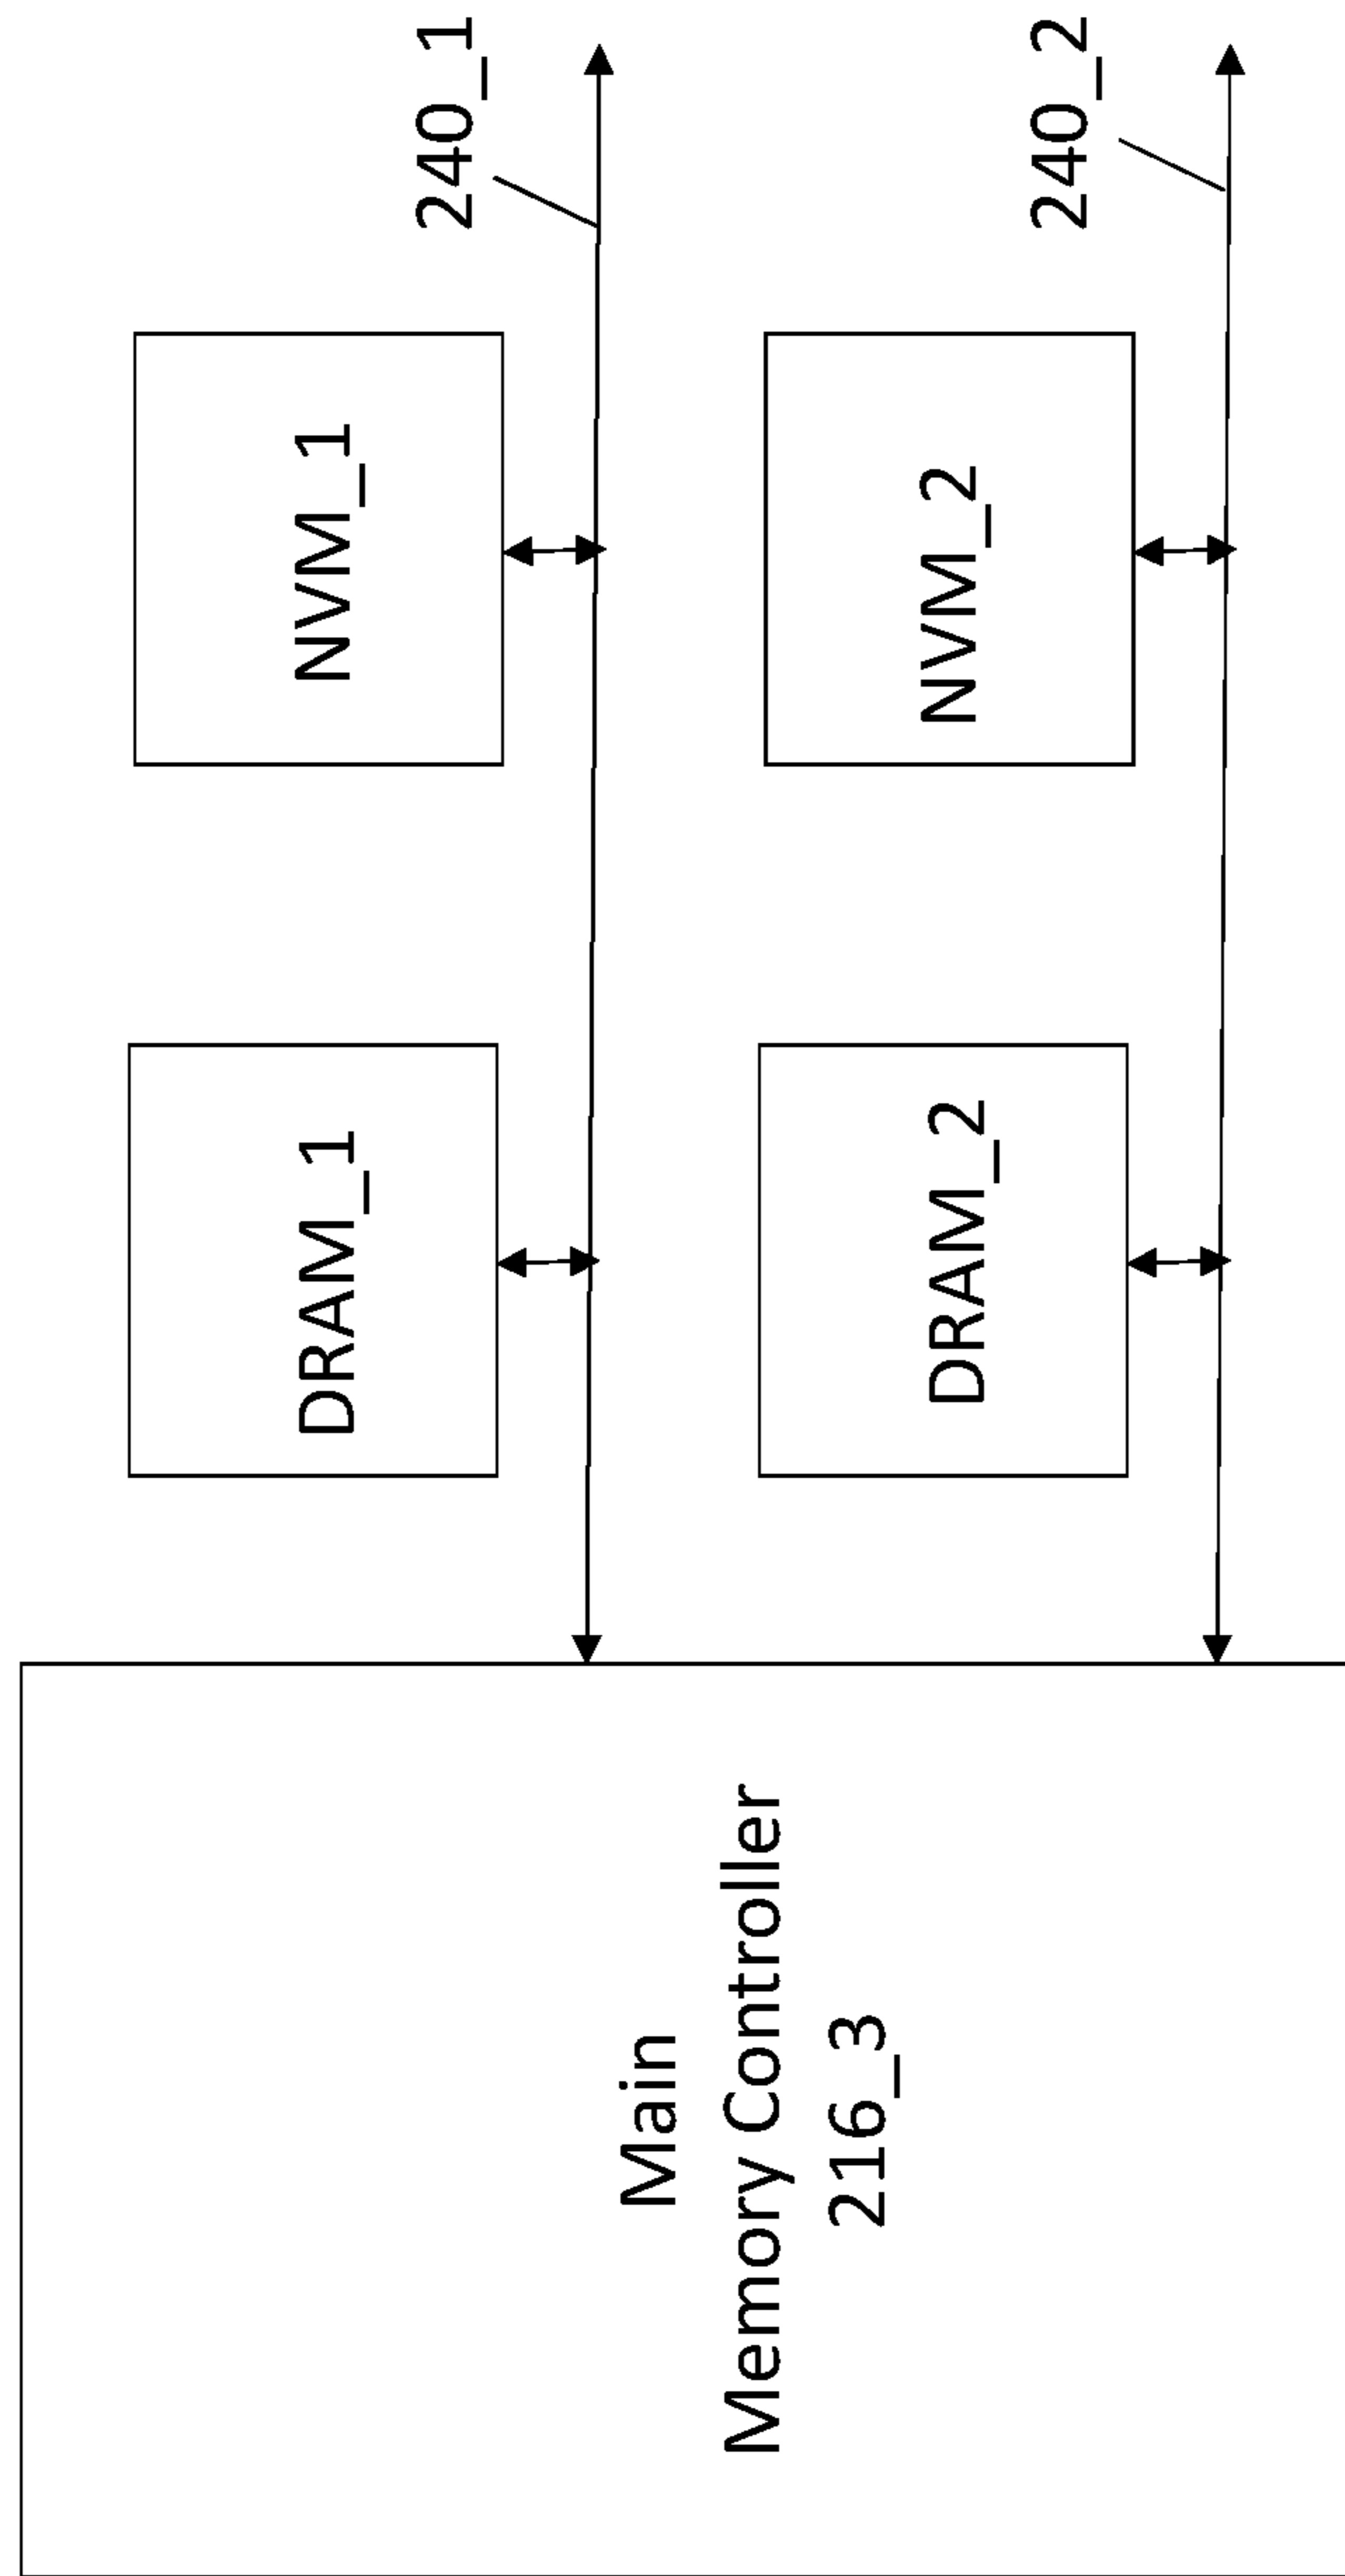 Main
Memory Controller
216_3
DRAM_1
NVM_1
240_1
DRAM_2
NVM_2
240_2